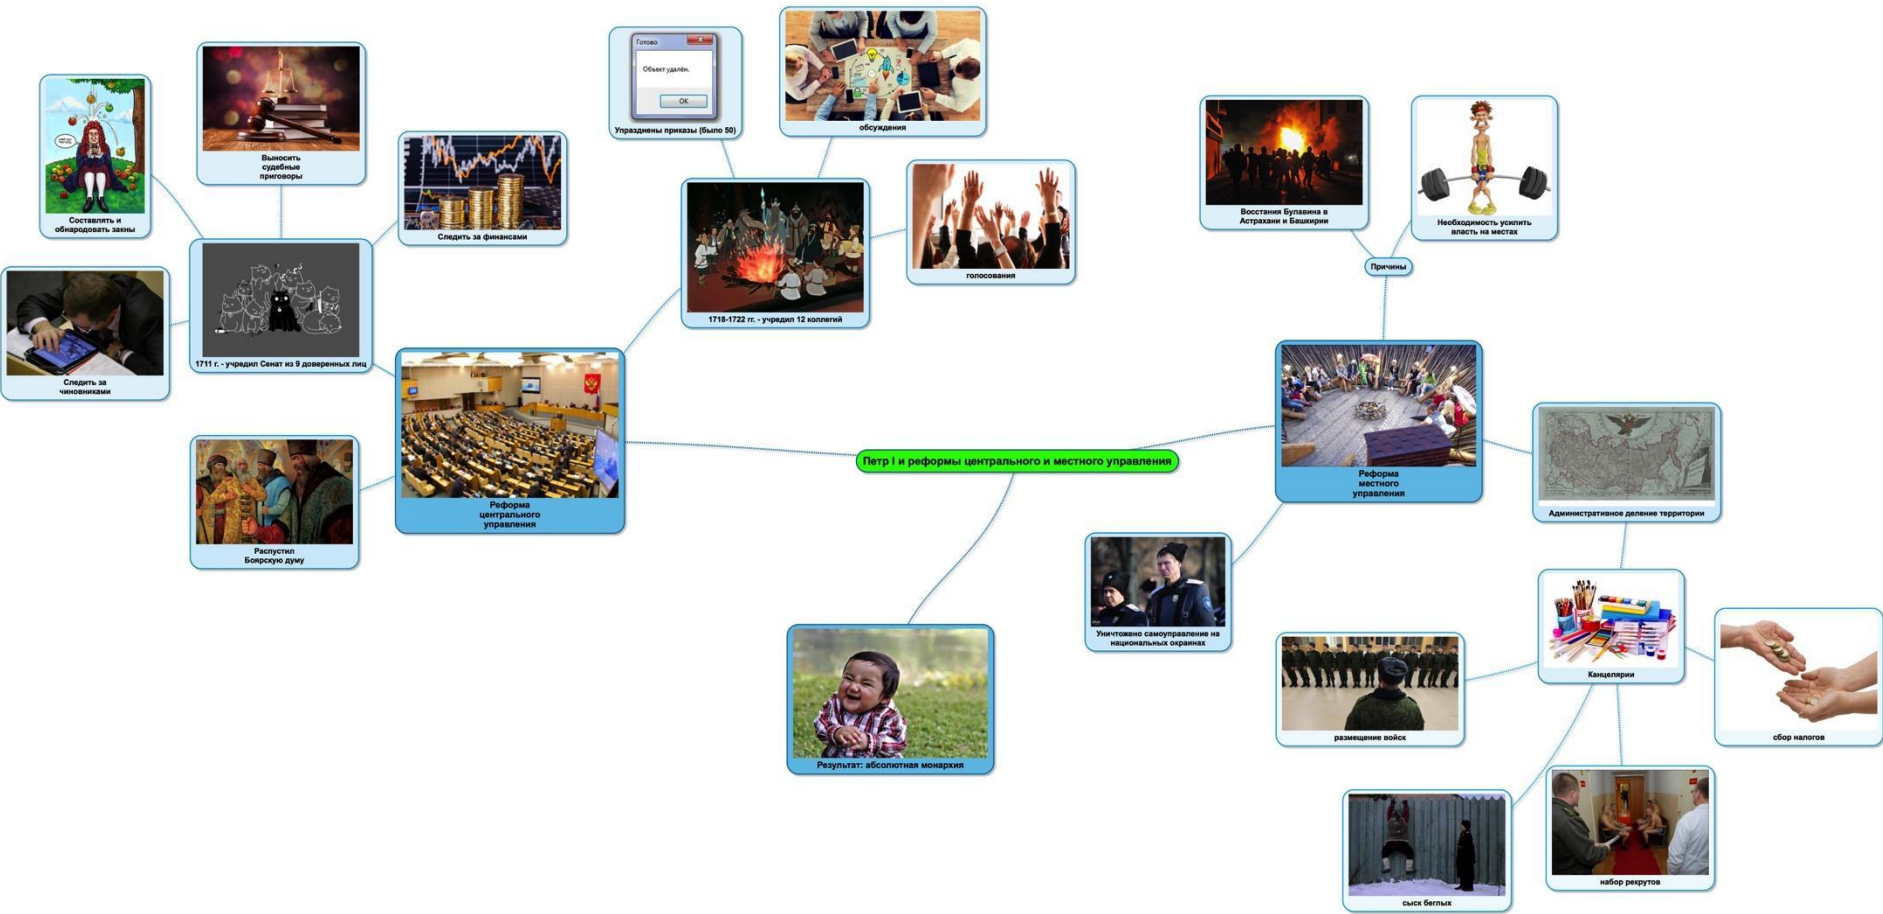 Готово
Объект удалён.
OK
Упразднены приказы (было 50)
обсуждения
голосования
1718-1722 гг. - учредил 12 коллегий
Выносить
судебные
приговоры
Составлять и
обнародовать закны
Следить за финансами
Следить за
чиновниками
1711 г. - учредил Сенат из 9 доверенных лиц
Реформа
центрального
управления
Распустил
Боярскую думу
Петр I и реформы центрального и местного управления
Результат: абсолютная монархия
Восстания Булавина в
Астрахани и Башкирии
Необходимость усилить
власть на местах
Причины
Реформа
местного
управления
Административное деление территории
Уничтожено самоуправление на
национальных окраинах
Канцелярии
размещение войск
сбор налогов
сыск беглых
набор рекрутов